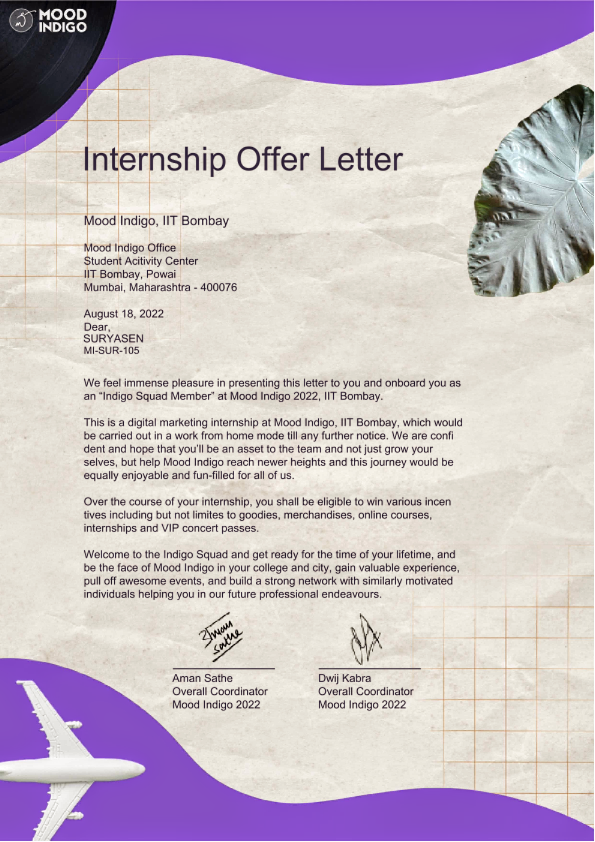 MOOD
INDIGO
Internship Offer Letter
Mood Indigo, IIT Bombay
Mood Indigo Office
Student Acitivity Center
IIT Bombay, Powai
Mumbai, Maharashtra - 400076
August 18, 2022
Dear,
SURYASEN
MI-SUR-105
We feel immense pleasure in presenting this letter to you and onboard you as
an “Indigo Squad Member” at Mood Indigo 2022, IIT Bombay.
This is a digital marketing internship at Mood Indigo, IIT Bombay, which would
be carried out in a work from home mode till any further notice. We are confi
dent and hope that you’ll be an asset to the team and not just grow your
selves, but help Mood Indigo reach newer heights and this journey would be
equally enjoyable and fun-filled for all of us.
Over the course of your internship, you shall be eligible to win various incen
tives including but not limites to goodies, merchandises, online courses,
internships and VIP concert passes.
Welcome to the Indigo Squad and get ready for the time of your lifetime, and
be the face of Mood Indigo in your college and city, gain valuable experience,
pull off awesome events, and build a strong network with similarly motivated
individuals helping you in our future professional endeavours.
Aman
Sathe
Aman Sathe
Overall Coordinator
Mood Indigo 2022
Dwij Kabra
Overall Coordinator
Mood Indigo 2022